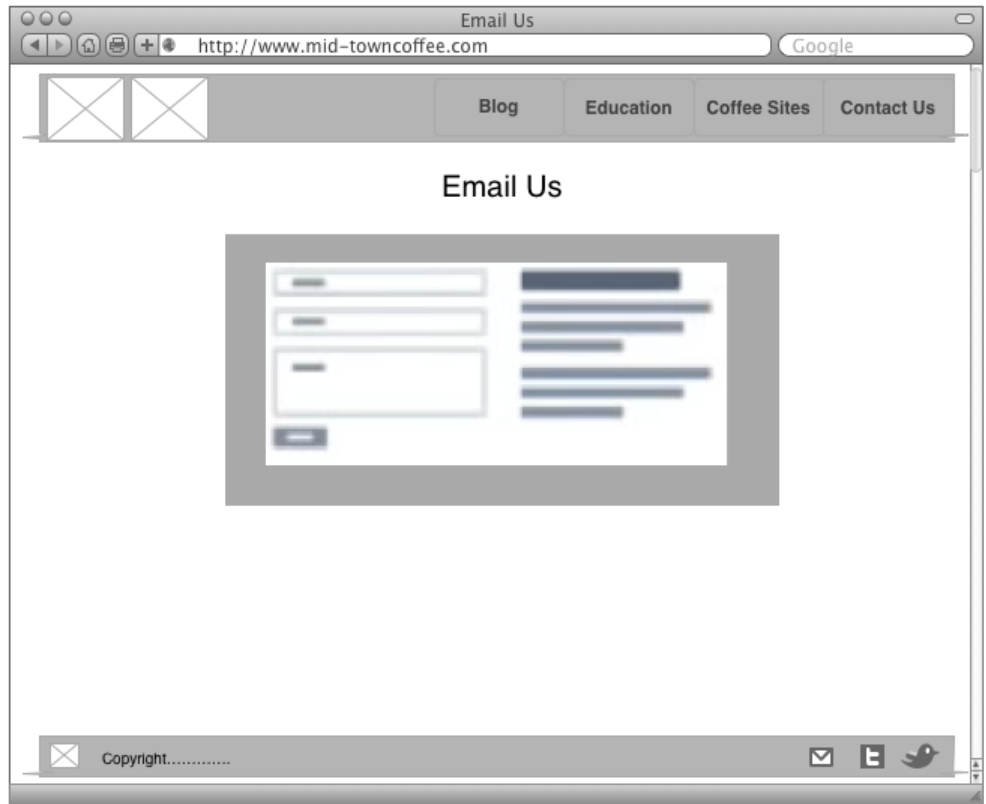 Email Us
http://www.mid-towncoffee.com
Google
Blog Education Coffee Sites Contact Us
Email Us
Copyright.............